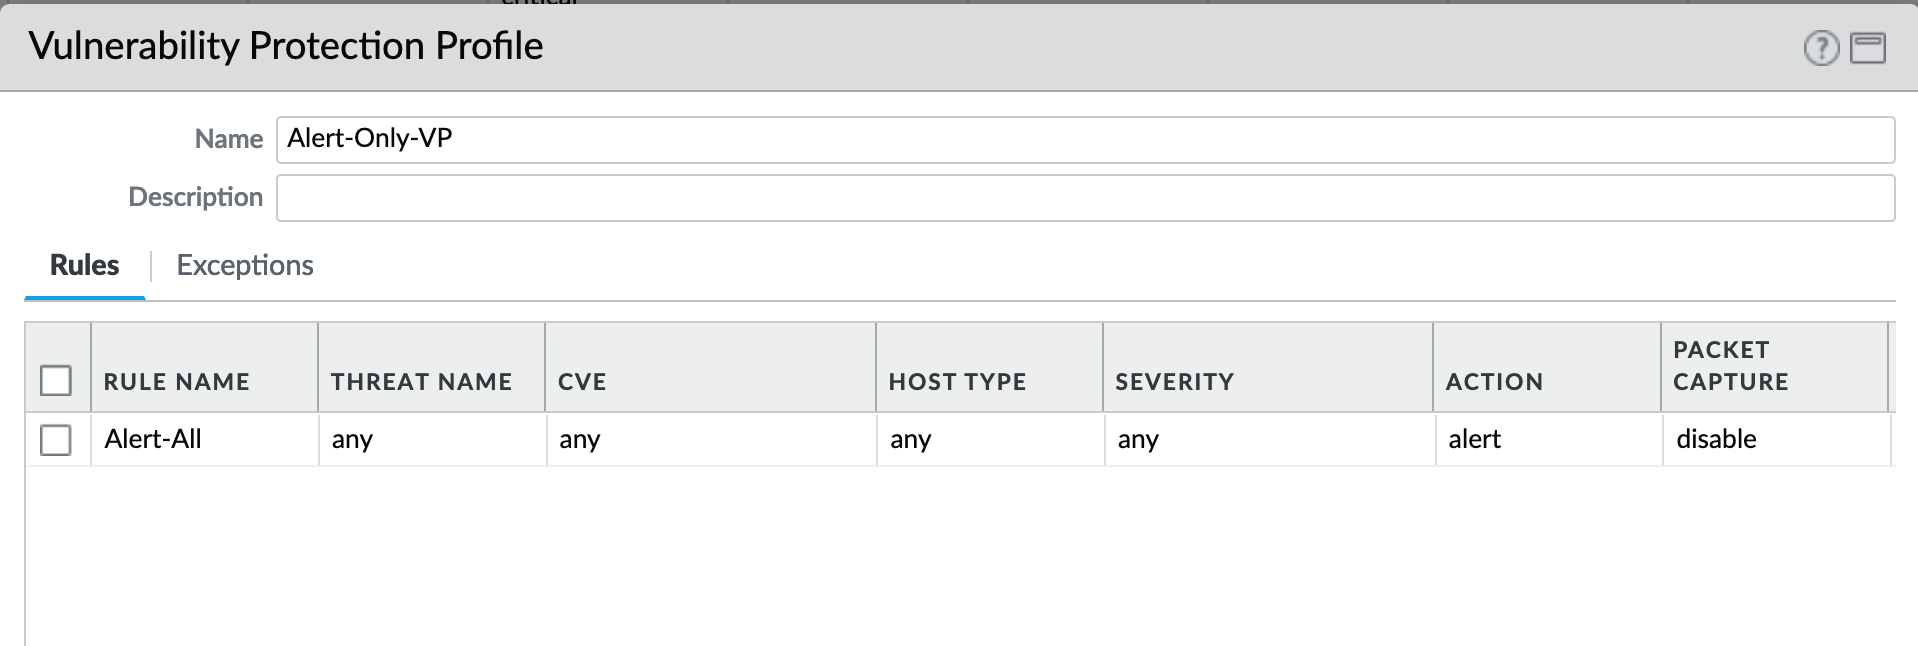 critical
Vulnerability Protection Profile
?
Name Alert-Only-VP
Description
Rules Exceptions
RULE NAME THREAT NAME CVE HOST TYPE SEVERITY ACTION PACKET CAPTURE
Alert-All any any any any alert disable